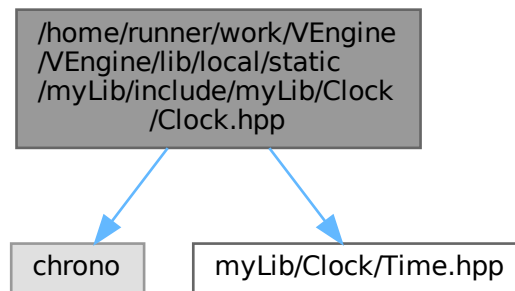 /home/runner/work/VEngine
/VEngine/lib/local/static
/myLib/include/myLib/Clock
/Clock.hpp
chrono
myLib/Clock/Time.hpp